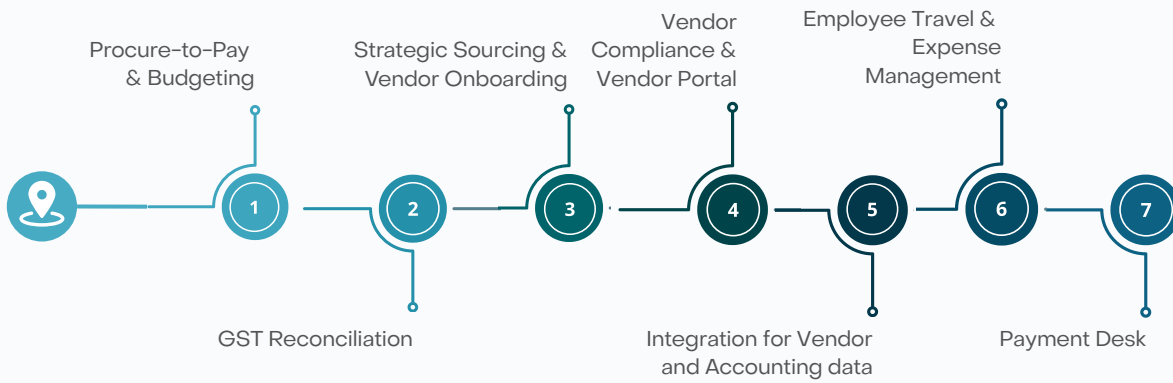 Procure-to-Pay
& Budgeting
Strategic Sourcing &
Vendor Onboarding
Vendor
Compliance &
Vendor Portal
Employee Travel &
Expense
Management
1
2
3
4
5
6
7
GST Reconciliation
Integration for Vendor
and Accounting data
Payment Desk